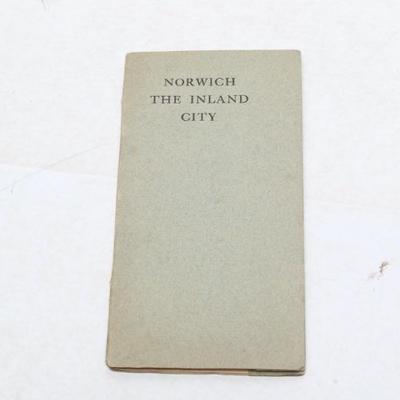 NORWICH
THE INLAND
CITY